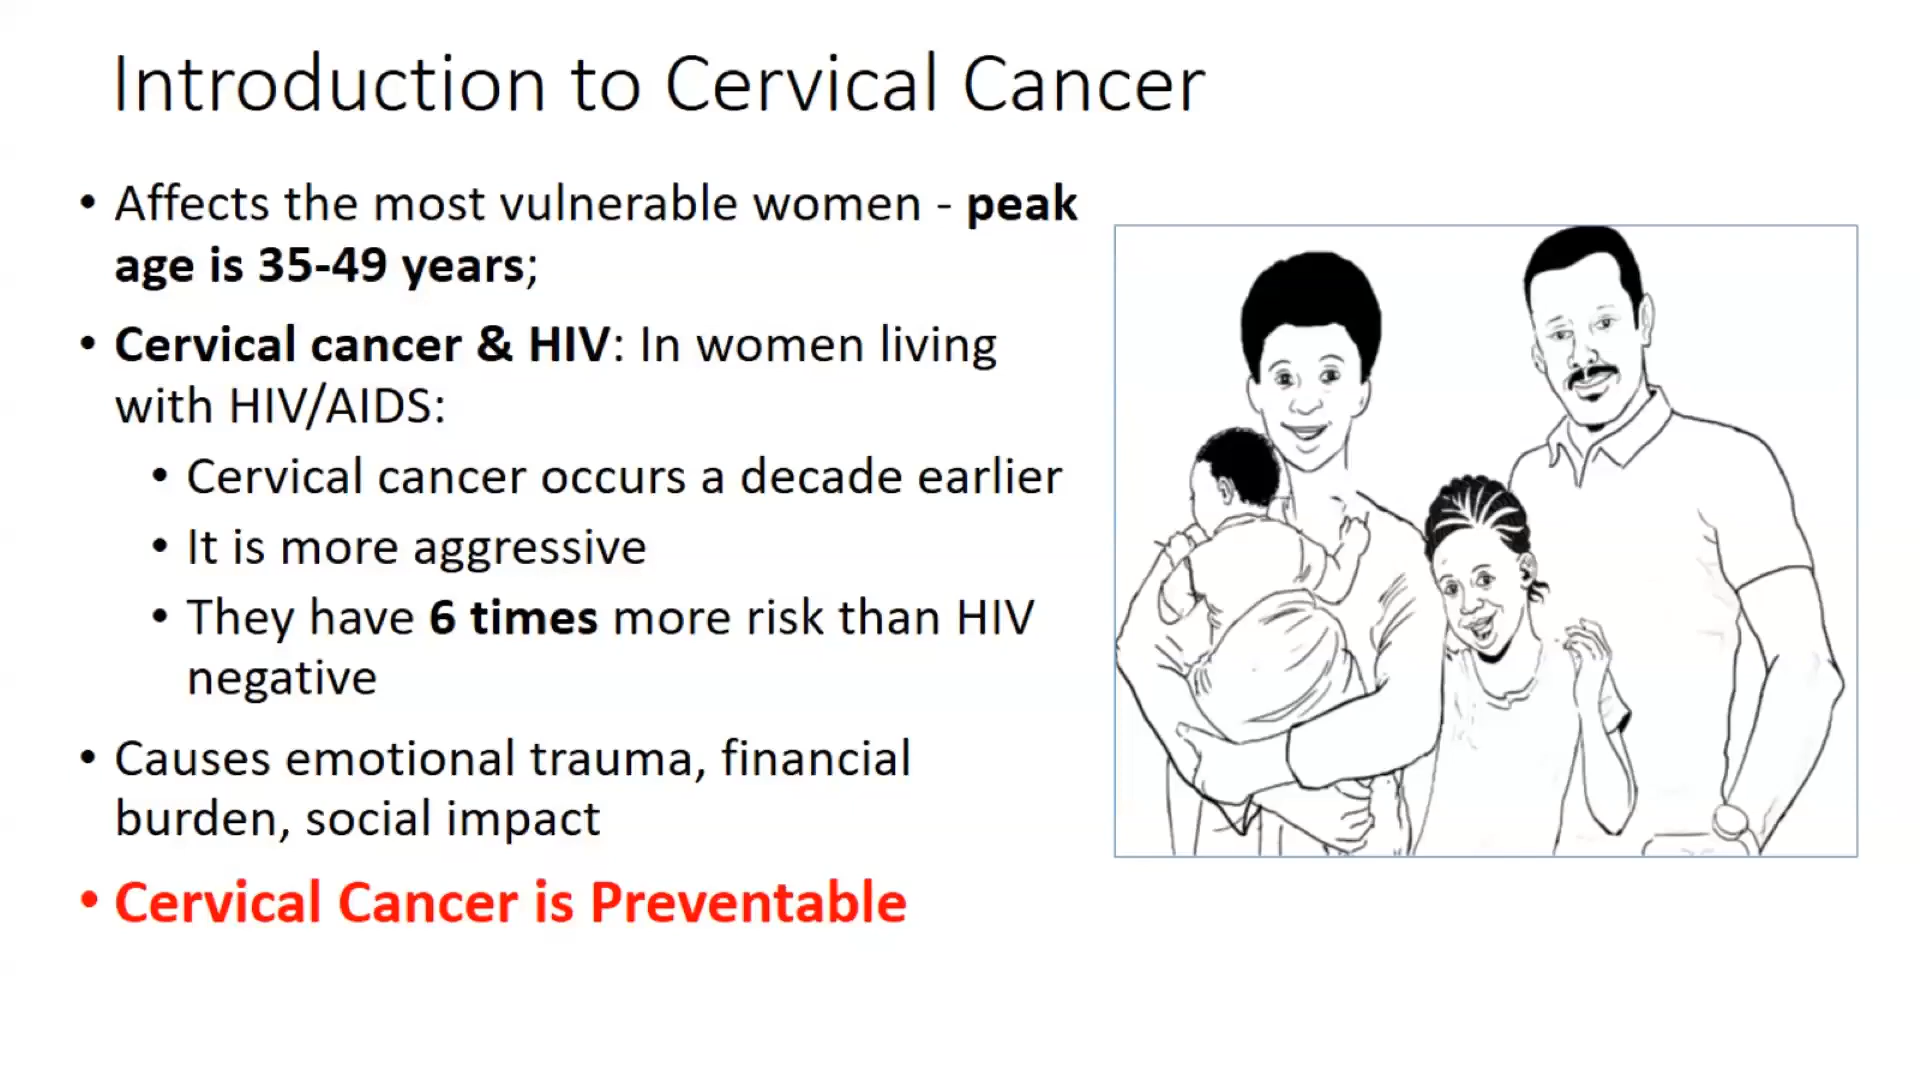 Introduction to Cervical Cancer
• Affects the most vulnerable women - peak
age is 35-49 years;
• Cervical cancer & HIV: In women living
with HIV/AIDS:
• Cervical cancer occurs a decade earlier
• It is more aggressive
• They have 6 times more risk than HIV
negative
• Causes emotional trauma, financial
burden, social impact
• Cervical Cancer is Preventable